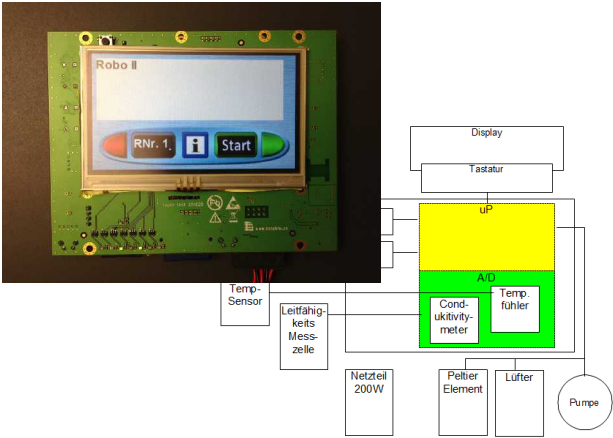 Robo II
RNr. 1.
i
Start
Display
Tastatur
uP
A/D
Temp-
Sensor
Leitfähig-
keits
Mess-
zelle
Cond-
ukitivity-
meter
Temp.
fühler
Netzteil
200W
Peltier
Element
Lüfter
Pumpe